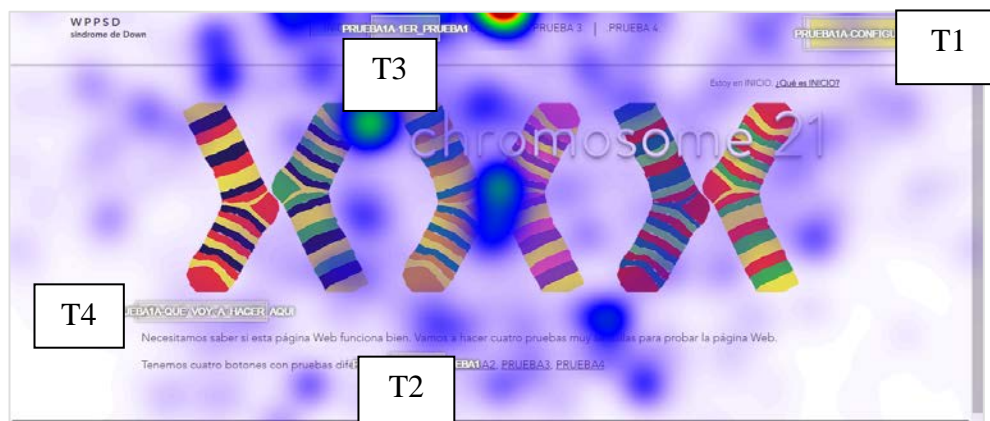 WPPSD
síndrome de Down
PRUEBA1A-1ER_PRUEBA1
PRUEBA 3 | PRUEBA 4
PRUEBA1A-CONFIGU
T1
T3
Estoy en INICIO. ¿Qué es INICIO?
chromosome 21
T4
UEBA1A-QUE_VOY_A_HACER_AQUI
Necesitamos saber si esta página Web funciona bien. Vamos a hacer cuatro pruebas muy para probar la página Web.
Tenemos cuatro botones con pruebas EBA1A2, PRUEBA3, PRUEBA4
T2